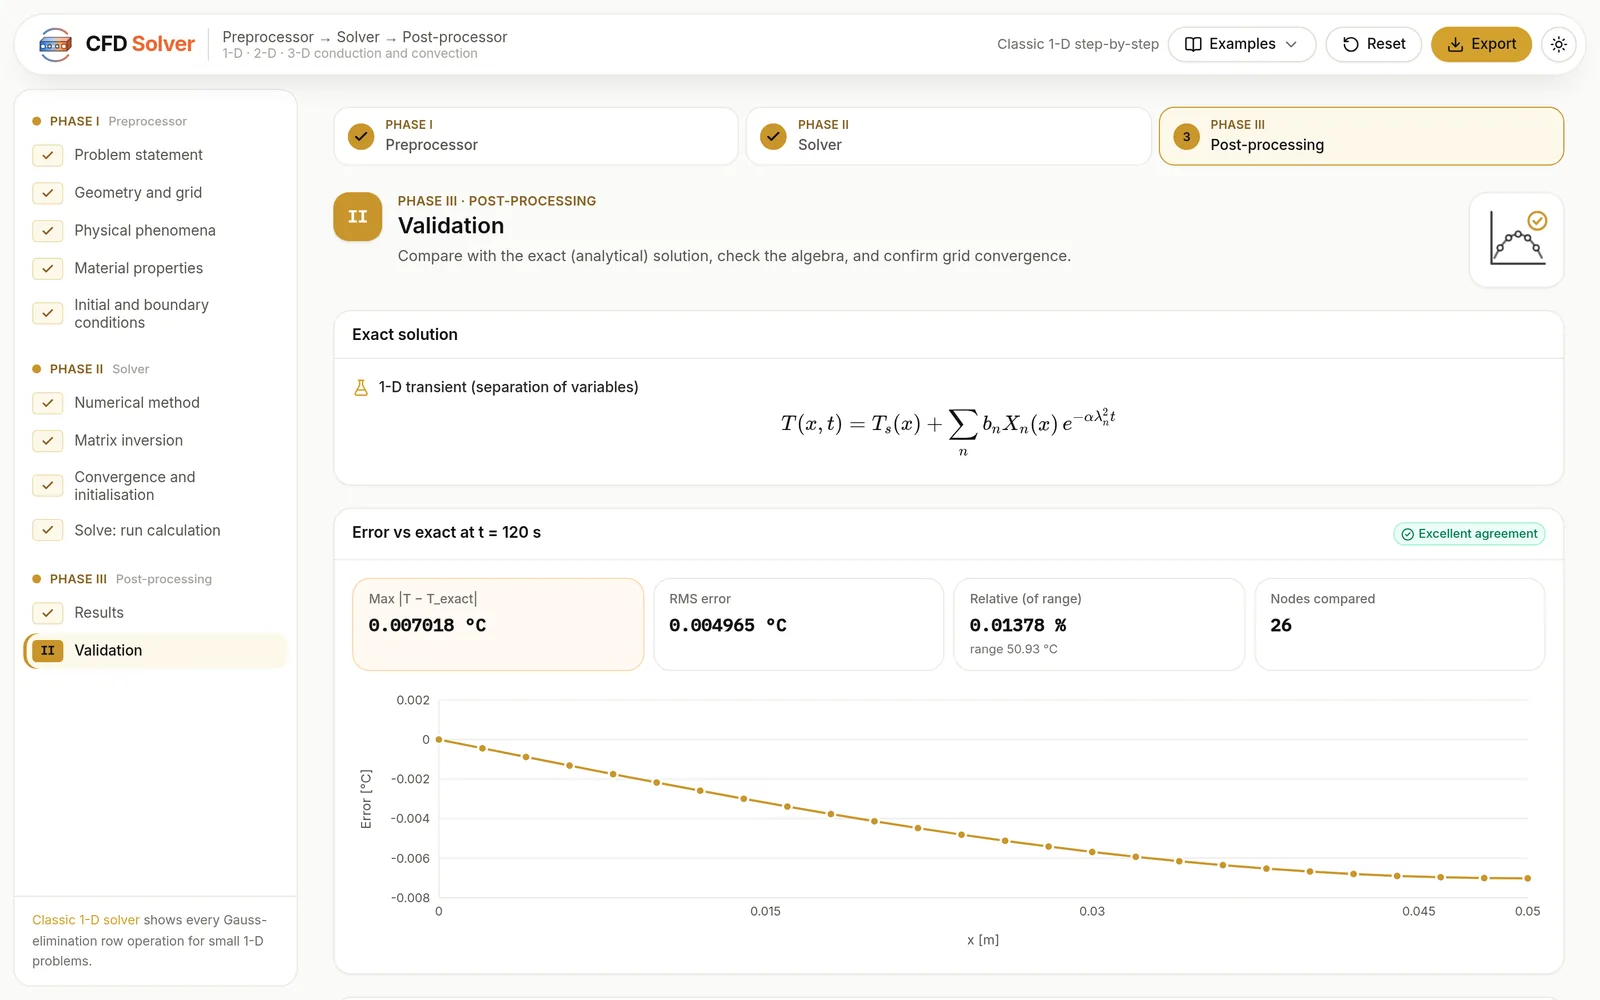 CFD Solver
Preprocessor → Solver → Post-processor
1-D · 2-D · 3-D conduction and convection
Classic 1-D step-by-step
Examples
Reset
Export
PHASE I Preprocessor
Problem statement
Geometry and grid
Physical phenomena
Material properties
Initial and boundary
conditions
PHASE II Solver
Numerical method
Matrix inversion
Convergence and
initialisation
Solve: run calculation
PHASE III Post-processing
Results
II Validation
Classic 1-D solver shows every Gauss-
elimination row operation for small 1-D
problems.
PHASE I
Preprocessor
PHASE II
Solver
3
PHASE III
Post-processing
II
PHASE III · POST-PROCESSING
Validation
Compare with the exact (analytical) solution, check the algebra, and confirm grid convergence.
Exact solution
1-D transient (separation of variables)
T(x, t) = T_s(x) + ∑_n b_n X_n(x) e^{−αλ_n^2 t}
Error vs exact at t = 120 s
Excellent agreement
Max |T − T_exact|
0.007018 °C
RMS error
0.004965 °C
Relative (of range)
0.01378 %
range 50.93 °C
Nodes compared
26
0.002
0
-0.002
-0.004
-0.006
-0.008
Error [°C]
0 0.015 0.03 0.045 0.05
x [m]